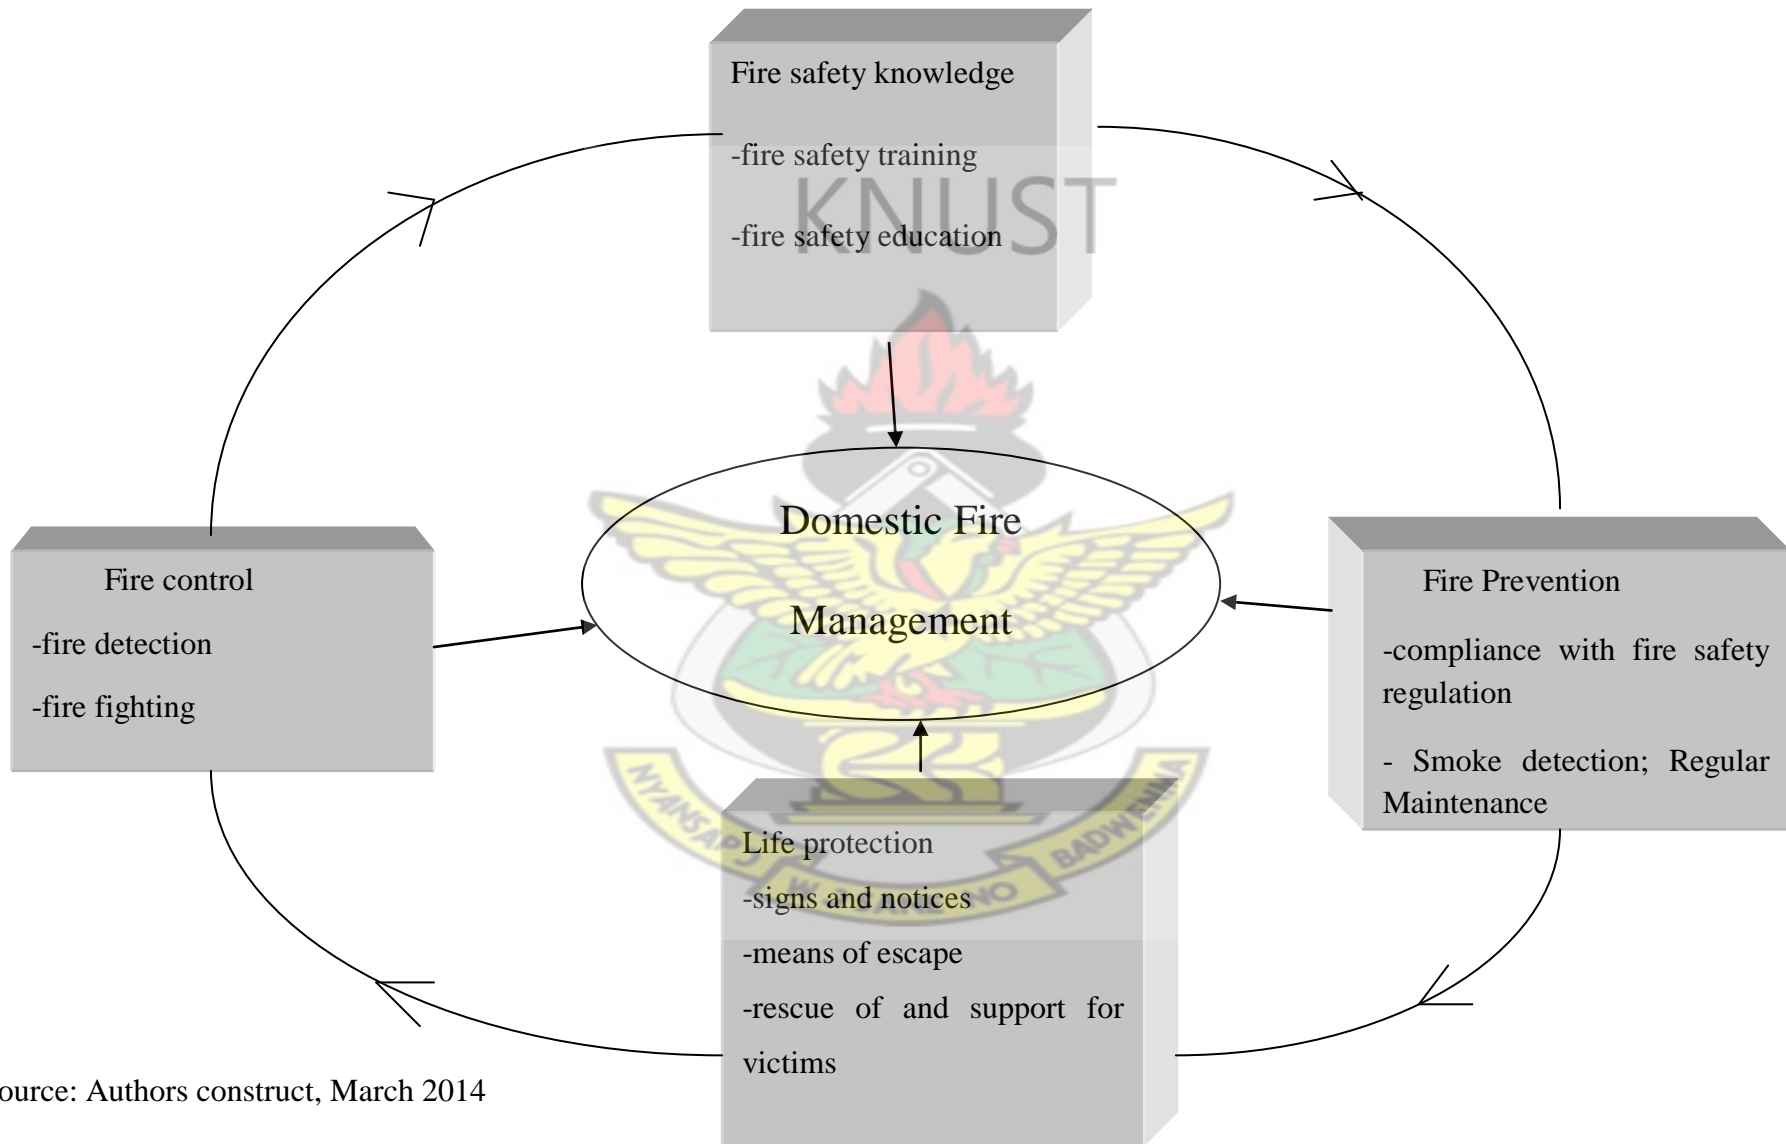 Fire safety knowledge
-fire safety training
KNUST
-fire safety education
Domestic Fire
Management
Fire control
-fire detection
-fire fighting
Fire Prevention
-compliance with fire safety
regulation
- Smoke detection; Regular
Maintenance
Life protection
-signs and notices
-means of escape
-rescue of and support for
victims
NYANSAPO
BADWENMA
ource: Authors construct, March 2014